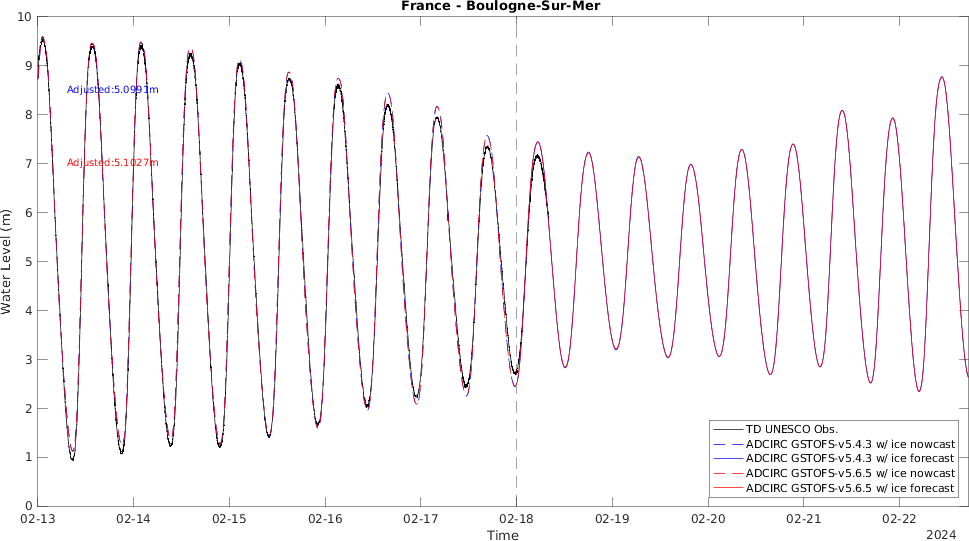 France - Boulogne-Sur-Mer
10
9
8
7
6
5
4
3
2
1
0
Water Level (m)
Adjusted:5.0991m
Adjusted:5.1027m
TD UNESCO Obs.
ADCIRC GSTOFS-v5.4.3 w/ ice nowcast
ADCIRC GSTOFS-v5.4.3 w/ ice forecast
ADCIRC GSTOFS-v5.6.5 w/ ice nowcast
ADCIRC GSTOFS-v5.6.5 w/ ice forecast
02-13 02-14 02-15 02-16 02-17 02-18 02-19 02-20 02-21 02-22
Time
2024